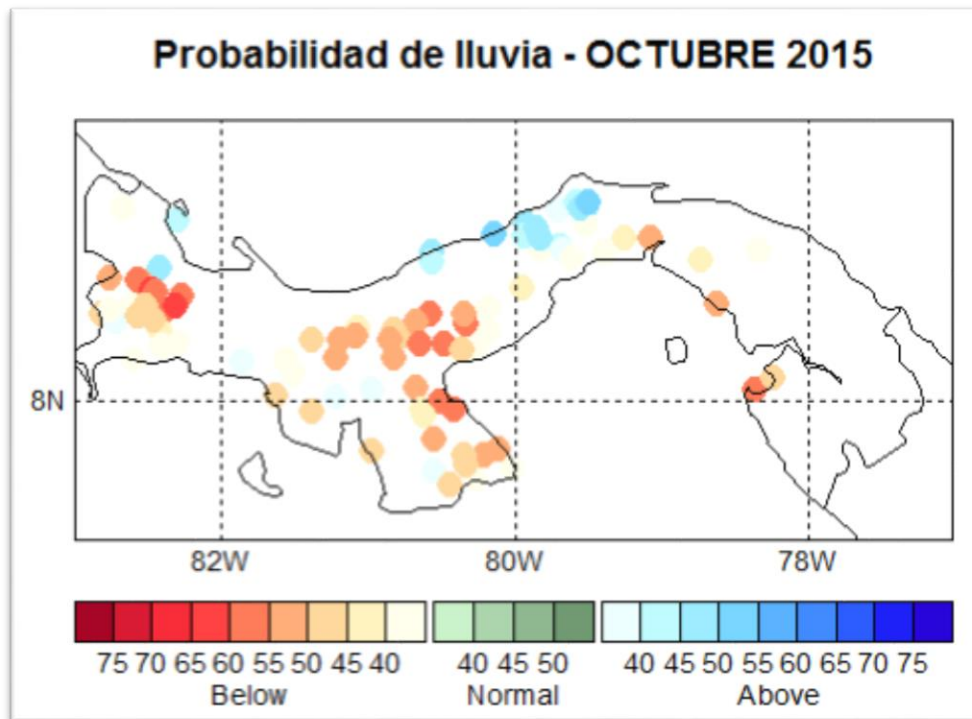 Probabilidad de lluvia - OCTUBRE 2015
8N
82W 80W 78W
75 70 65 60 55 50 45 40 40 45 50 40 45 50 55 60 65 70 75
Below Normal Above